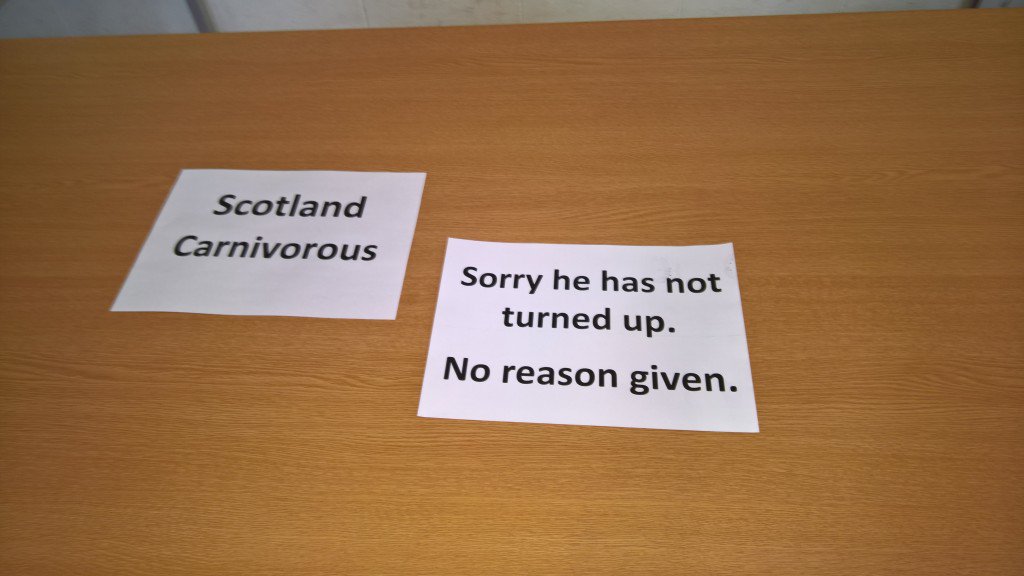 Scotland
Carnivorous
Sorry he has not
turned up.
No reason given.